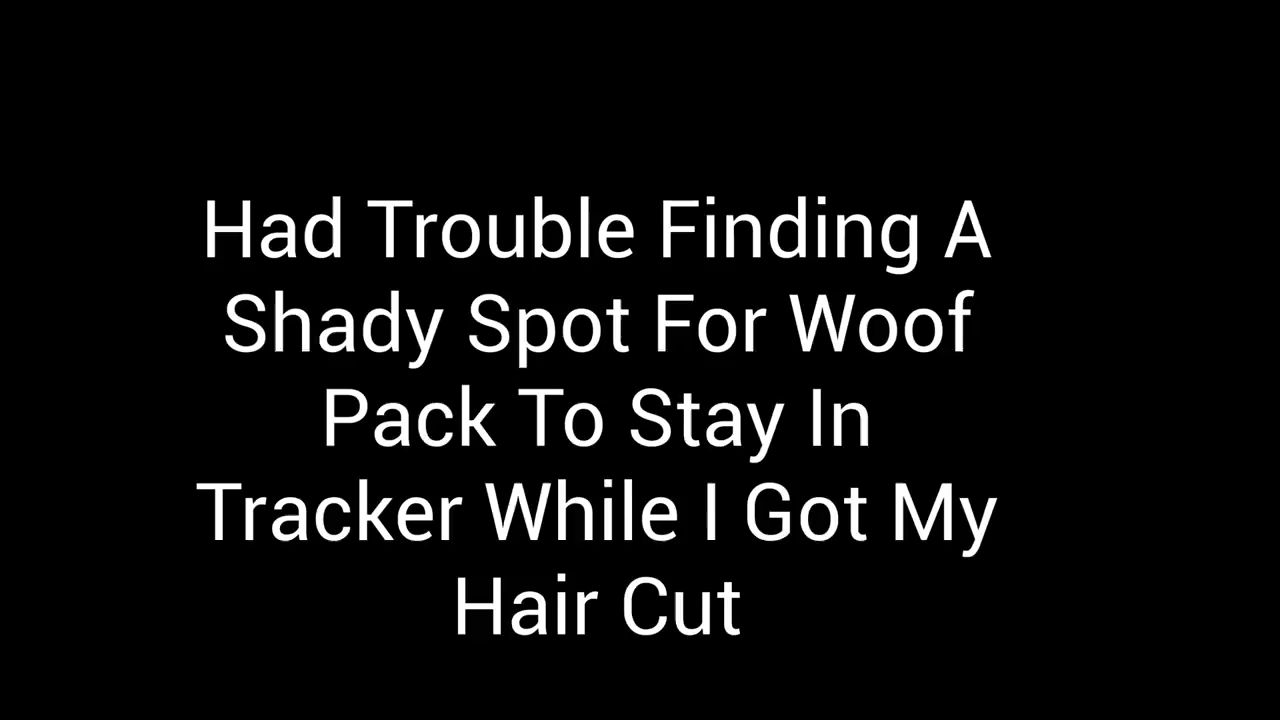 Had Trouble Finding A
Shady Spot For Woof
Pack To Stay In
Tracker While I Got My
Hair Cut